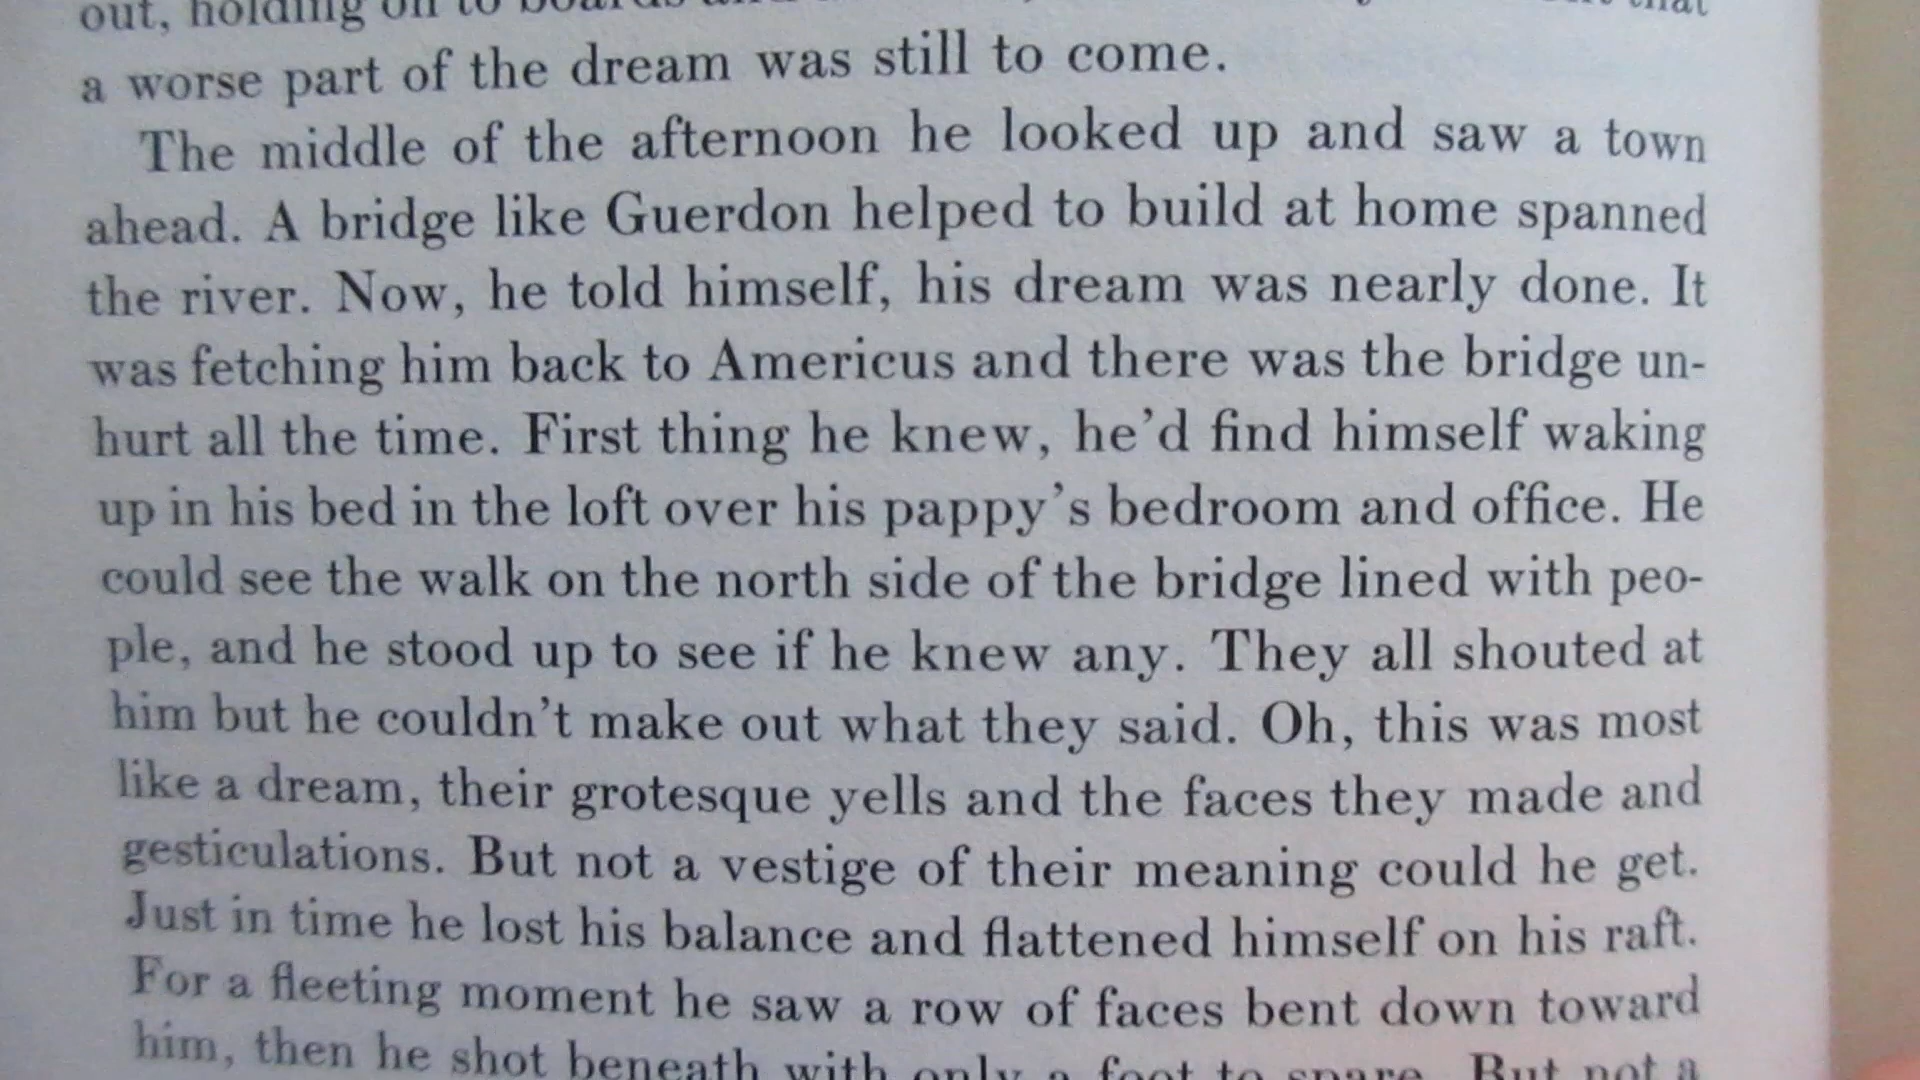 out, holding on to boards and that
a worse part of the dream was still to come.
The middle of the afternoon he looked up and saw a town
ahead. A bridge like Guerdon helped to build at home spanned
the river. Now, he told himself, his dream was nearly done. It
was fetching him back to Americus and there was the bridge un-
hurt all the time. First thing he knew, he’d find himself waking
up in his bed in the loft over his pappy’s bedroom and office. He
could see the walk on the north side of the bridge lined with peo-
ple, and he stood up to see if he knew any. They all shouted at
him but he couldn’t make out what they said. Oh, this was most
like a dream, their grotesque yells and the faces they made and
gesticulations. But not a vestige of their meaning could he get.
Just in time he lost his balance and flattened himself on his raft.
For a fleeting moment he saw a row of faces bent down toward
him, then he shot beneath with only a foot to spare. But not a